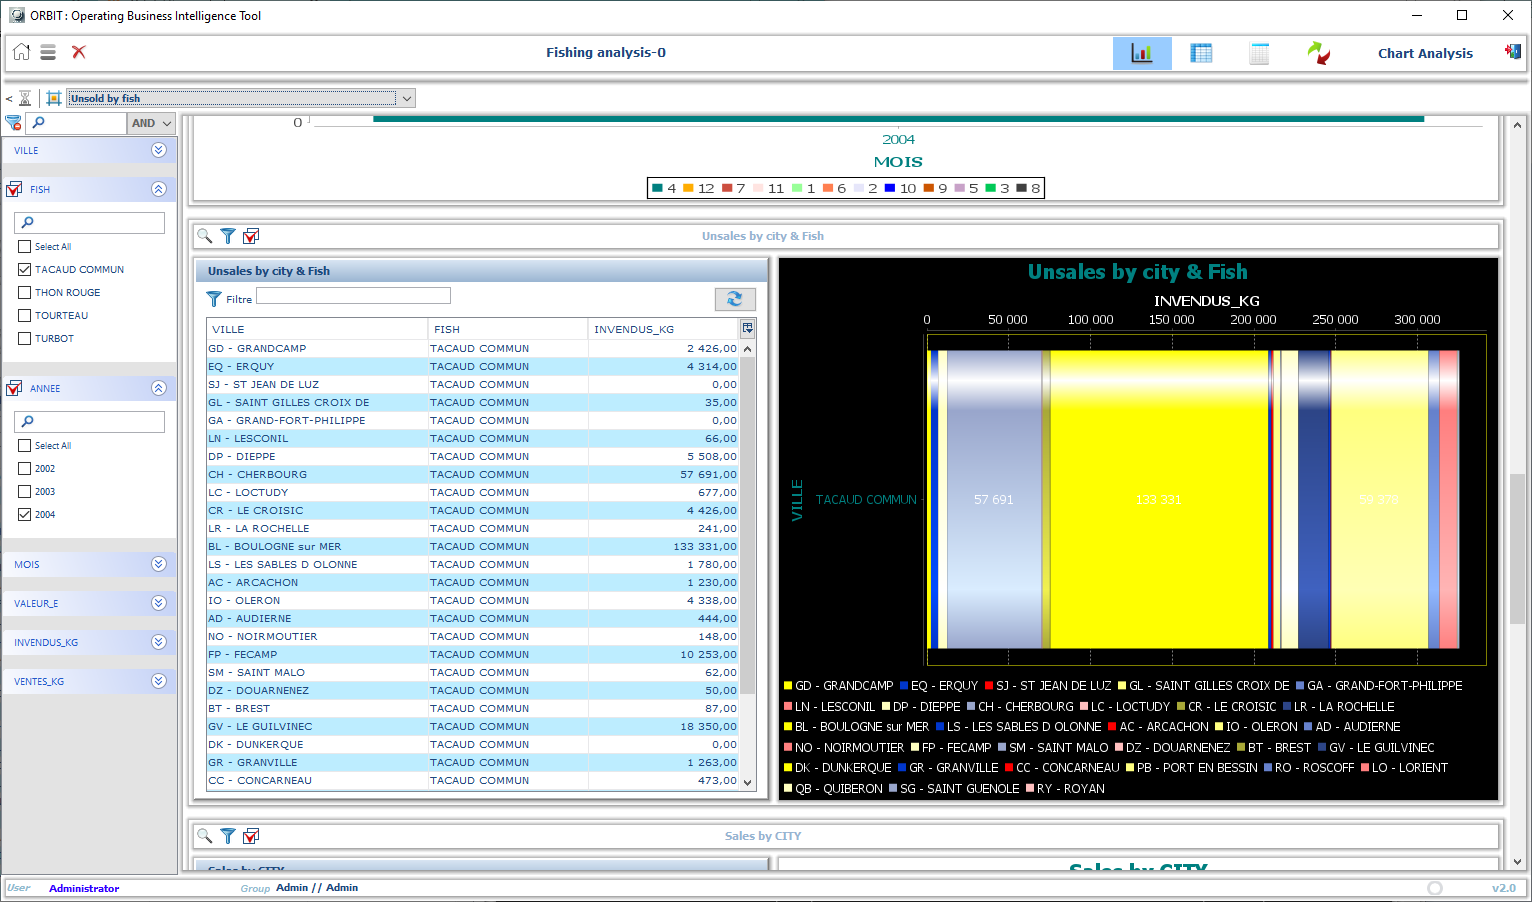 ORBIT : Operating Business Intelligence Tool
Fishing analysis-0
Chart Analysis
<
Unsold by fish
AND
VILLE
FISH
Select All
TACAUD COMMUN
THON ROUGE
TOURTEAU
TURBOT
ANNEE
Select All
2002
2003
2004
MOIS
VALEUR_E
INVENDUS_KG
VENTES_KG
0
2004
MOIS
4 12 7 11 1 6 2 10 9 5 3 8
Unsales by city & Fish
Unsales by city & Fish
Filtre
VILLE FISH INVENDUS_KG
GD - GRANDCAMP TACAUD COMMUN 2 426,00
EQ - ERQUY TACAUD COMMUN 4 314,00
SJ - ST JEAN DE LUZ TACAUD COMMUN 0,00
GL - SAINT GILLES CROIX DE TACAUD COMMUN 35,00
GA - GRAND-FORT-PHILIPPE TACAUD COMMUN 0,00
LN - LESCONIL TACAUD COMMUN 66,00
DP - DIEPPE TACAUD COMMUN 5 508,00
CH - CHERBOURG TACAUD COMMUN 57 691,00
LC - LOCTUDY TACAUD COMMUN 677,00
CR - LE CROISIC TACAUD COMMUN 4 426,00
LR - LA ROCHELLE TACAUD COMMUN 241,00
BL - BOULOGNE sur MER TACAUD COMMUN 133 331,00
LS - LES SABLES D OLONNE TACAUD COMMUN 1 780,00
AC - ARCACHON TACAUD COMMUN 1 230,00
IO - OLERON TACAUD COMMUN 4 338,00
AD - AUDIERNE TACAUD COMMUN 444,00
NO - NOIRMOUTIER TACAUD COMMUN 148,00
FP - FECAMP TACAUD COMMUN 10 253,00
SM - SAINT MALO TACAUD COMMUN 62,00
DZ - DOUARNENEZ TACAUD COMMUN 50,00
BT - BREST TACAUD COMMUN 87,00
GV - LE GUILVINEC TACAUD COMMUN 18 350,00
DK - DUNKERQUE TACAUD COMMUN 0,00
GR - GRANVILLE TACAUD COMMUN 1 263,00
CC - CONCARNEAU TACAUD COMMUN 473,00
Unsales by city & Fish
INVENDUS_KG
0 50 000 100 000 150 000 200 000 250 000 300 000
VILLE
TACAUD COMMUN
57 691 133 331 59 378
GD - GRANDCAMP EQ - ERQUY SJ - ST JEAN DE LUZ GL - SAINT GILLES CROIX DE GA - GRAND-FORT-PHILIPPE
LN - LESCONIL DP - DIEPPE CH - CHERBOURG LC - LOCTUDY CR - LE CROISIC LR - LA ROCHELLE
BL - BOULOGNE sur MER LS - LES SABLES D OLONNE AC - ARCACHON IO - OLERON AD - AUDIERNE
NO - NOIRMOUTIER FP - FECAMP SM - SAINT MALO DZ - DOUARNENEZ BT - BREST GV - LE GUILVINEC
DK - DUNKERQUE GR - GRANVILLE CC - CONCARNEAU PB - PORT EN BESSIN RO - ROSCOFF LO - LORIENT
QB - QUIBERON SG - SAINT GUENOLE RY - ROYAN
Sales by CITY
Sales by CITY
Sales by CITY
User Administrator
Group Admin // Admin
v2.0